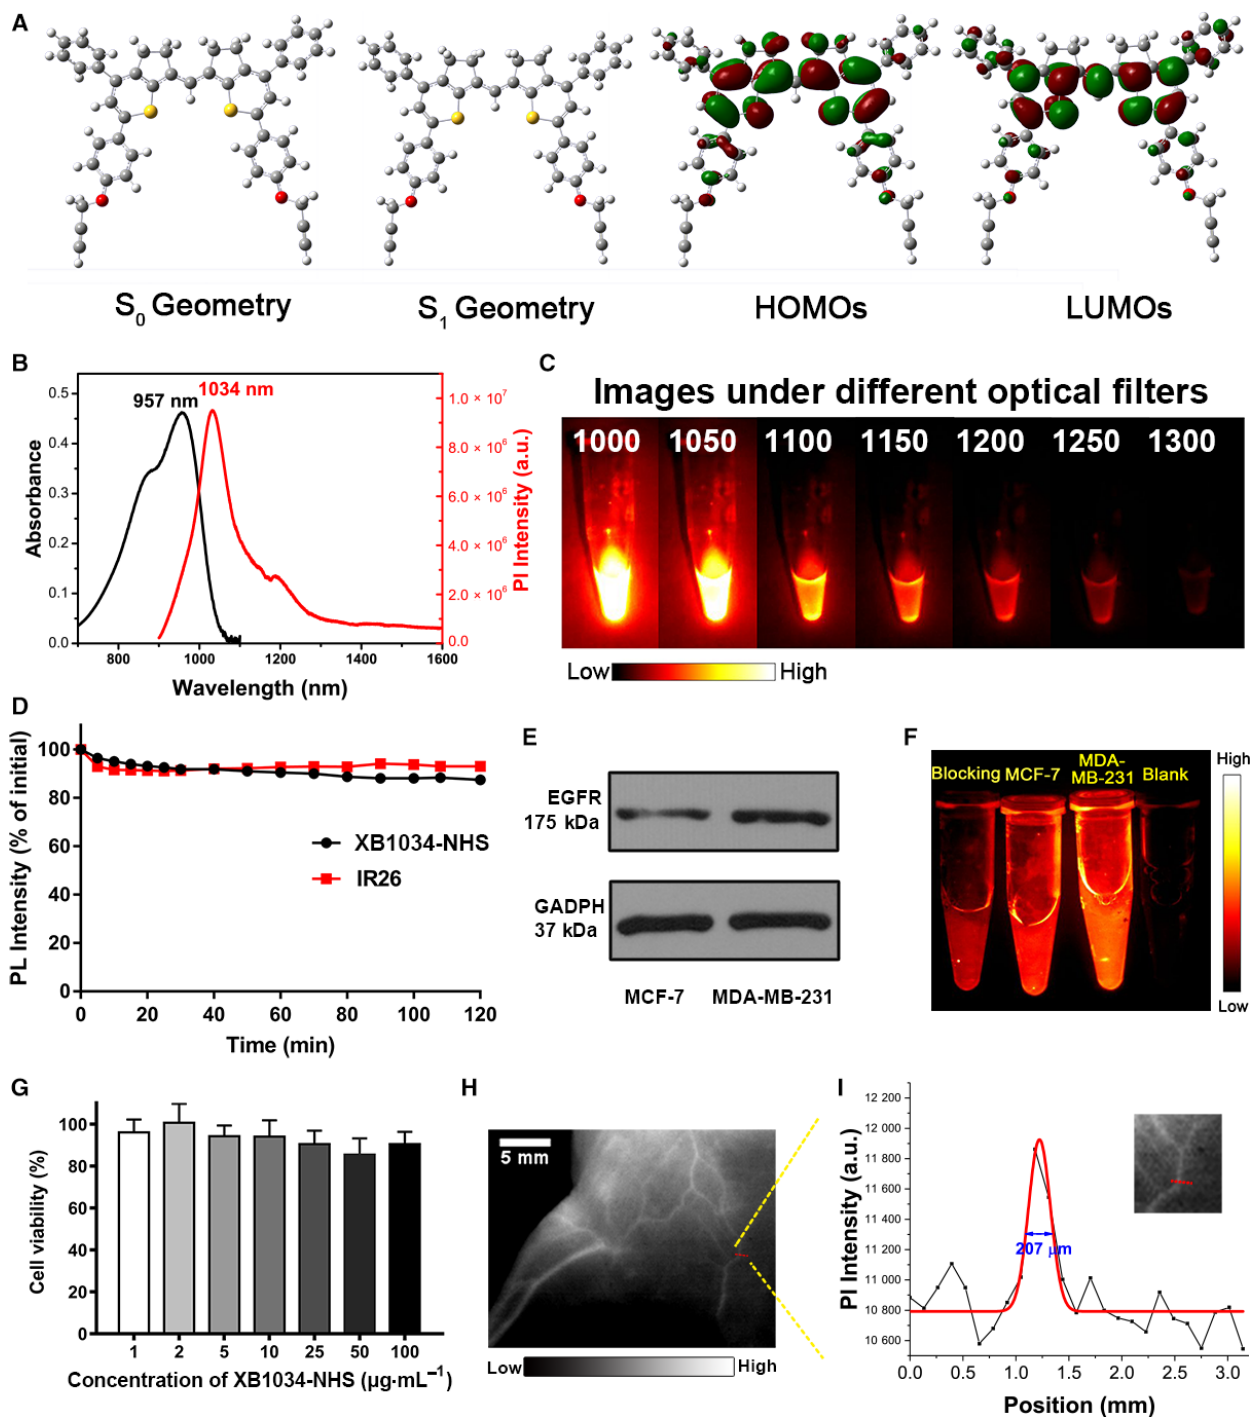 A
S0 Geometry
S1 Geometry
HOMOs
LUMOs
B
957 nm
1034 nm
Absorbance
0.5
0.4
0.3
0.2
0.1
0.0
1.0 × 10⁷
8.0 × 10⁶
6.0 × 10⁶
4.0 × 10⁶
2.0 × 10⁶
0.0
PI Intensity (a.u.)
800 1000 1200 1400 1600
Wavelength (nm)
C
Images under different optical filters
1000 1050 1100 1150 1200 1250 1300
Low High
D
PL Intensity (% of initial)
100
80
60
40
20
0
XB1034-NHS
IR26
0 20 40 60 80 100 120
Time (min)
E
EGFR
175 kDa
GADPH
37 kDa
MCF-7 MDA-MB-231
F
Blocking MCF-7 MDA-MB-231 Blank
High
Low
G
Cell viability (%)
100
80
60
40
20
0
1 2 5 10 25 50 100
Concentration of XB1034-NHS (µg·mL⁻¹)
H
5 mm
Low High
I
PI Intensity (a.u.)
12 200
12 000
11 800
11 600
11 400
11 200
11 000
10 800
10 600
207 µm
0.0 0.5 1.0 1.5 2.0 2.5 3.0
Position (mm)